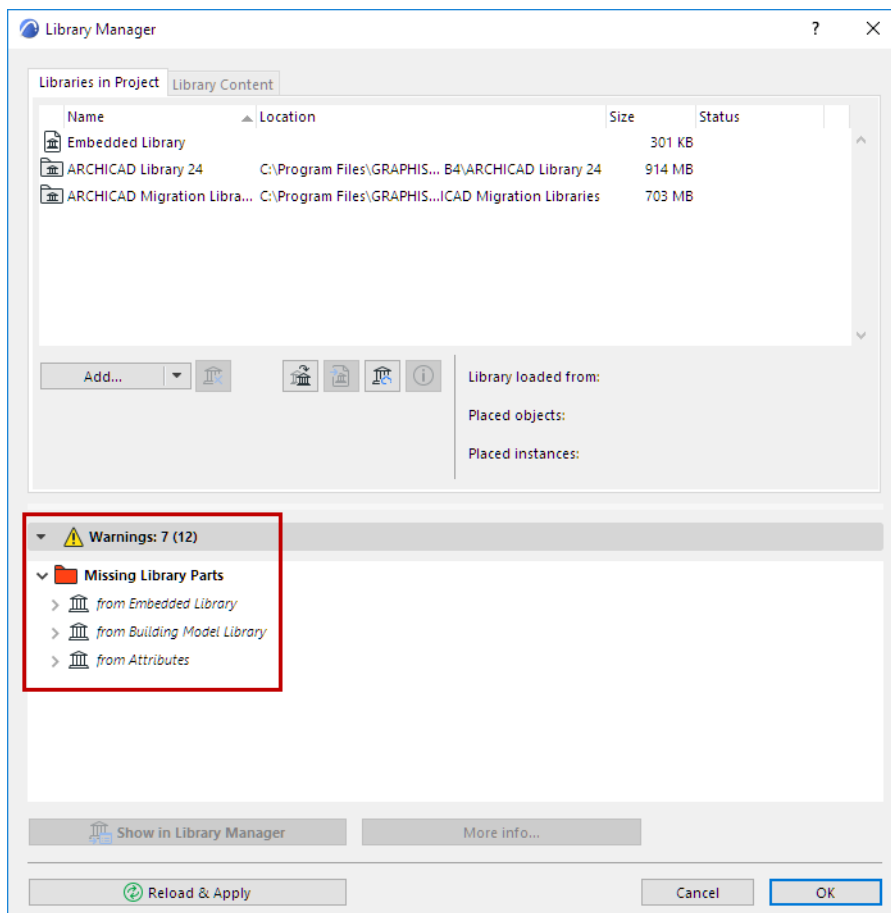 Library Manager ?
Libraries in Project Library Content
Name Location Size Status
Embedded Library 301 KB
ARCHICAD Library 24 C:\Program Files\GRAPHIS... B4\ARCHICAD Library 24 914 MB
ARCHICAD Migration Libra... C:\Program Files\GRAPHIS...ICAD Migration Libraries 703 MB
Add... Library loaded from:
Placed objects:
Placed instances:
Warnings: 7 (12)
Missing Library Parts
from Embedded Library
from Building Model Library
from Attributes
Show in Library Manager More info...
Reload & Apply Cancel OK